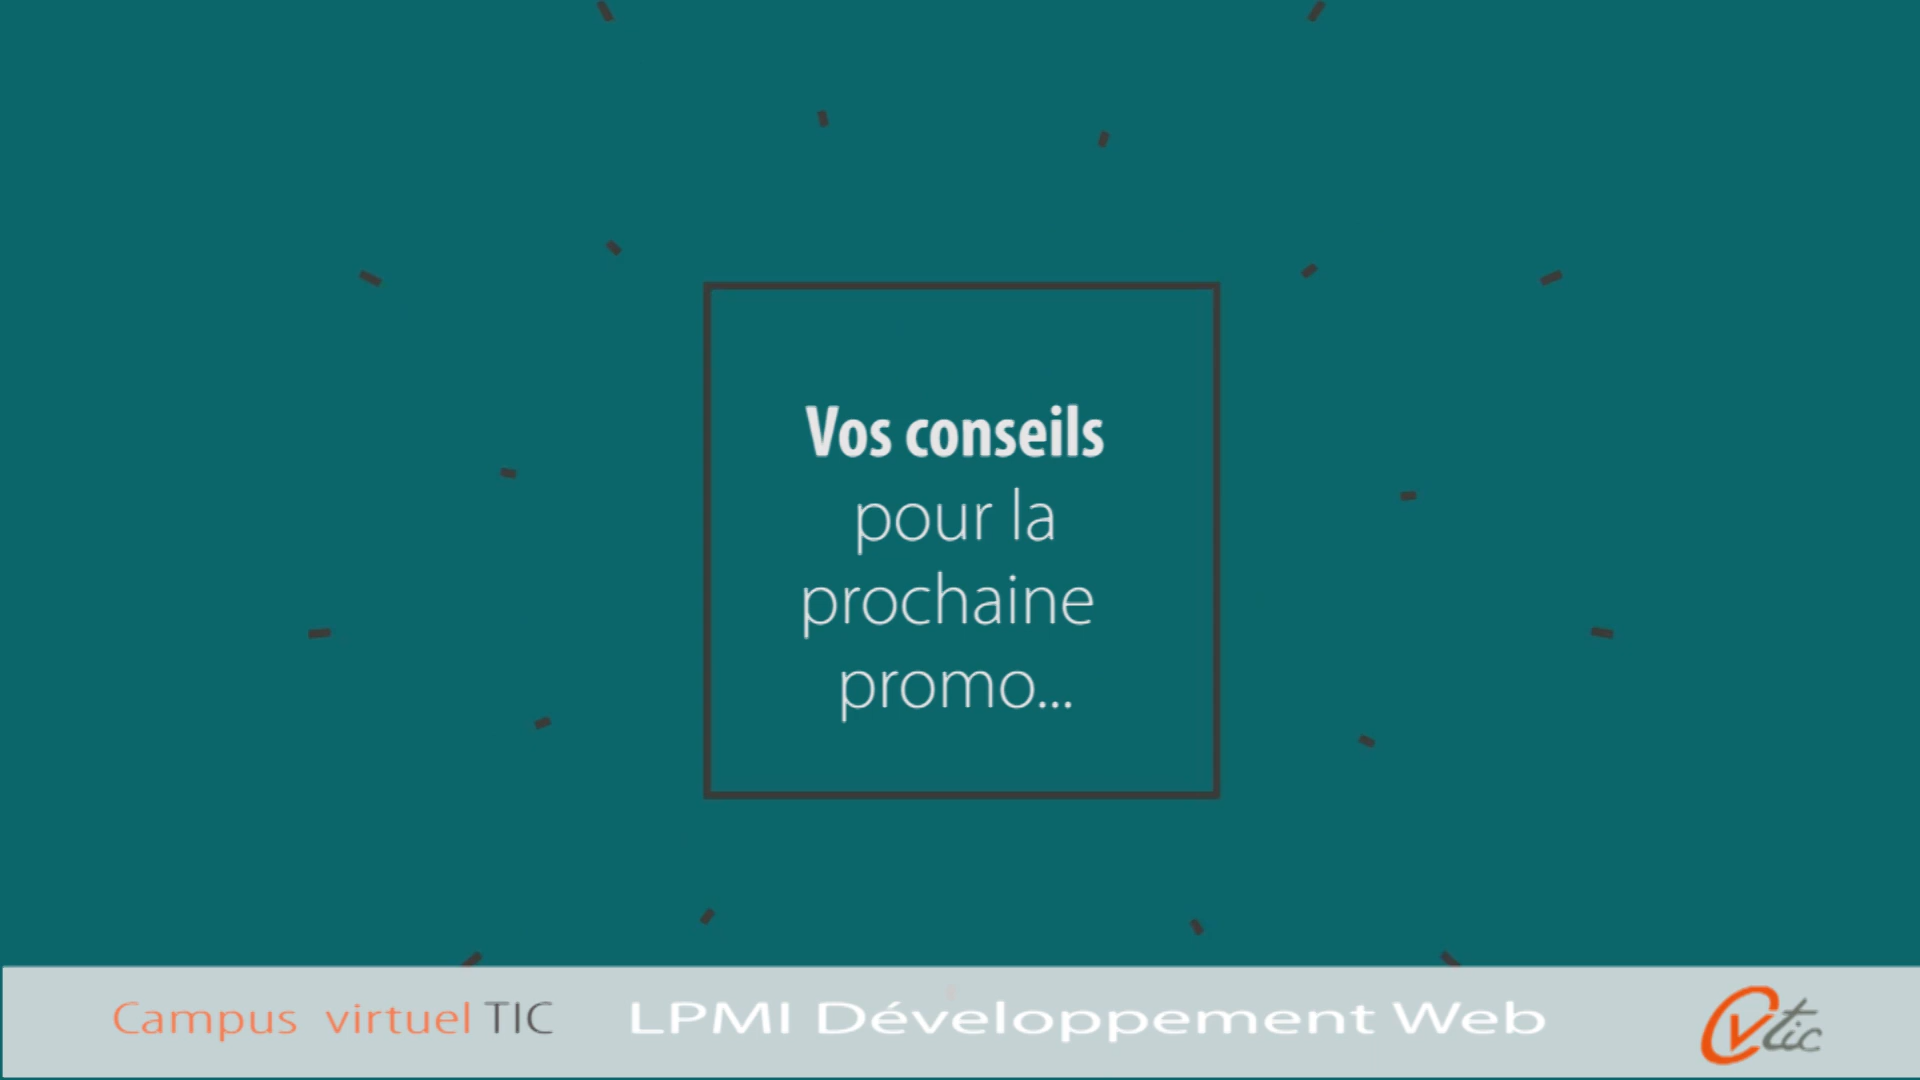 Vos conseils
pour la
prochaine
promo...
Campus virtuel TIC
LPMI Développement Web
cvtic